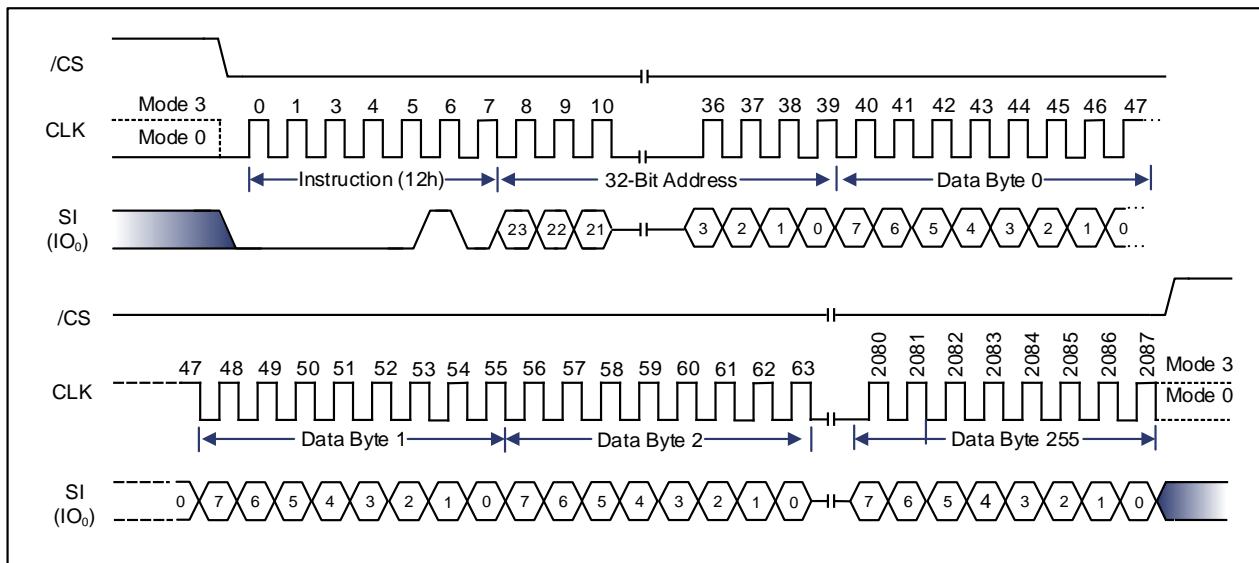 /CS
Mode 3
0 1 3 4 5 6 7 8 9 10 36 37 38 39 40 41 42 43 44 45 46 47
CLK
Mode 0
Instruction (12h) 32-Bit Address Data Byte 0
SI
(IO₀)
23 22 21 3 2 1 0 7 6 5 4 3 2 1 0
/CS
47 48 49 50 51 52 53 54 55 56 57 58 59 60 61 62 63 2080 2081 2082 2083 2084 2085 2086 2087
Mode 3
CLK
Mode 0
Data Byte 1 Data Byte 2 Data Byte 255
SI
(IO₀)
0 7 6 5 4 3 2 1 0 7 6 5 4 3 2 1 0 7 6 5 4 3 2 1 0